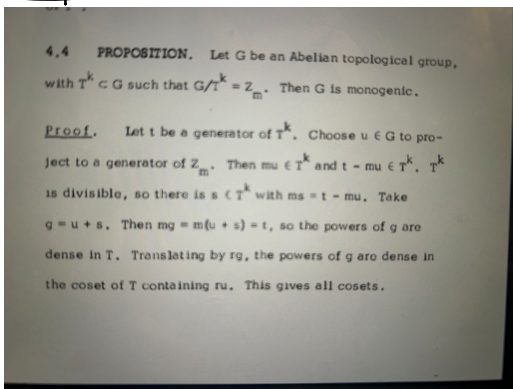 4.4 PROPOSITION. Let G be an Abelian topological group,
with T^k ⊂ G such that G/T^k = Z_m. Then G is monogenic.
Proof. Let t be a generator of T^k. Choose u ∈ G to pro-
ject to a generator of Z_m. Then mu ∈ T^k and t - mu ∈ T^k. T^k
is divisible, so there is s ∈ T^k with ms = t - mu. Take
g = u + s. Then mg = m(u + s) = t, so the powers of g are
dense in T. Translating by rg, the powers of g are dense in
the coset of T containing ru. This gives all cosets.